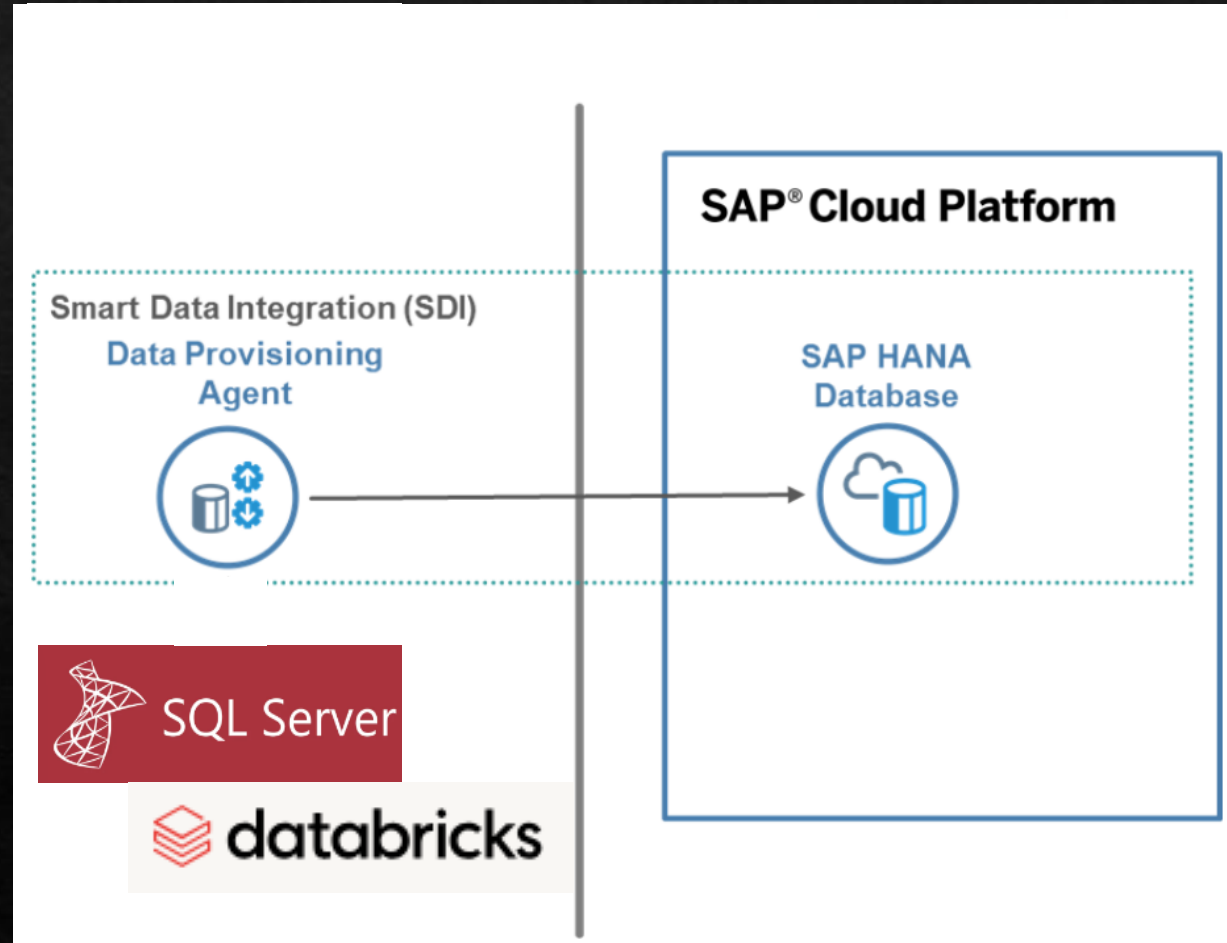 SAP® Cloud Platform
Smart Data Integration (SDI)
Data Provisioning
Agent
SAP HANA
Database
SQL Server
databricks